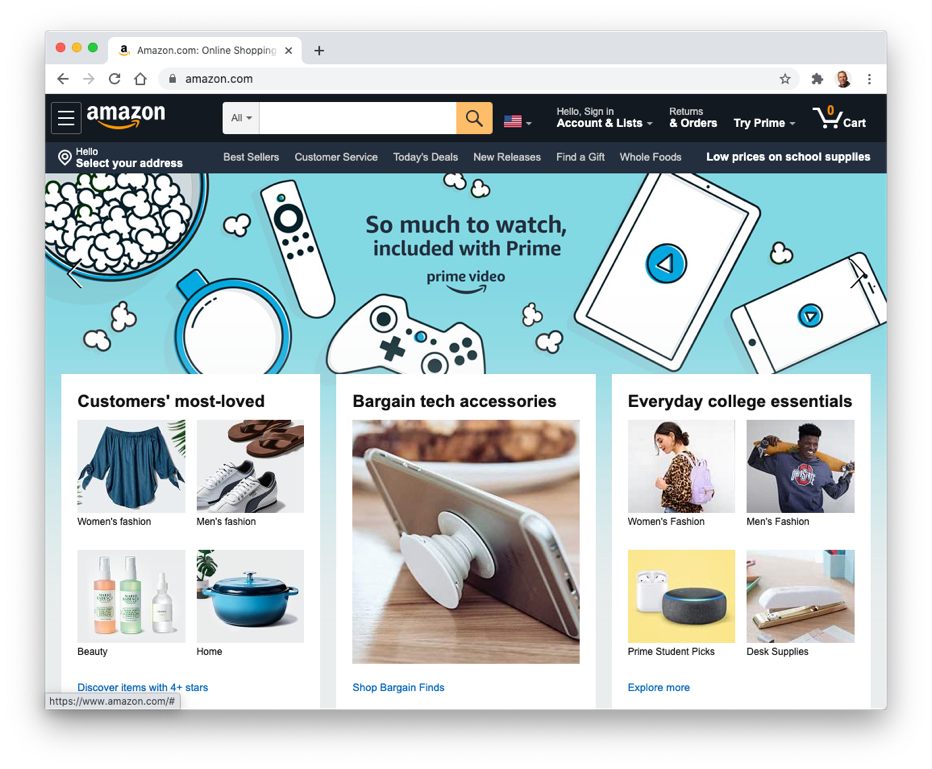 Amazon.com: Online Shopping
amazon.com
amazon
All
Hello, Sign in
Account & Lists
Returns
& Orders
Try Prime
0
Cart
Hello
Select your address
Best Sellers
Customer Service
Today's Deals
New Releases
Find a Gift
Whole Foods
Low prices on school supplies
So much to watch,
included with Prime
prime video
Customers' most-loved
Women's fashion
Men's fashion
Beauty
Home
Discover items with 4+ stars
Bargain tech accessories
Shop Bargain Finds
Everyday college essentials
OHIO STATE
Women's Fashion
Men's Fashion
Prime Student Picks
Desk Supplies
Explore more
https://www.amazon.com/#